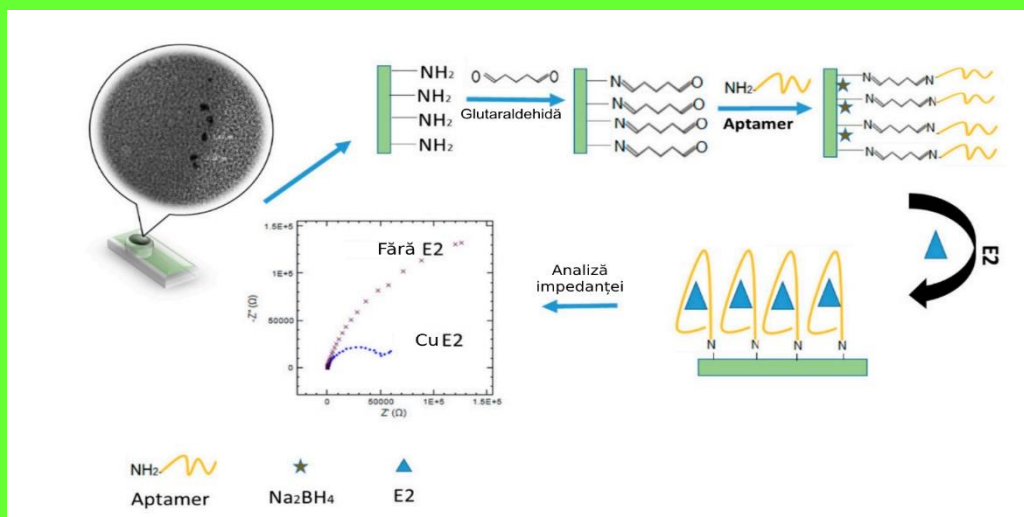 NH₂
NH₂
NH₂
NH₂
O
O
Glutaraldehidă
N
O
N
O
N
O
N
O
NH₂
Aptamer
N
N
N
N
N
N
N
N
E2
Analiză
impedanței
N
N
N
N
1.5E+5
1E+5
50000
0
-Z" (Ω)
Fără E2
Cu E2
0
50000
1E+5
1.5E+5
Z' (Ω)
NH₂
Aptamer
Na₂BH₄
E2